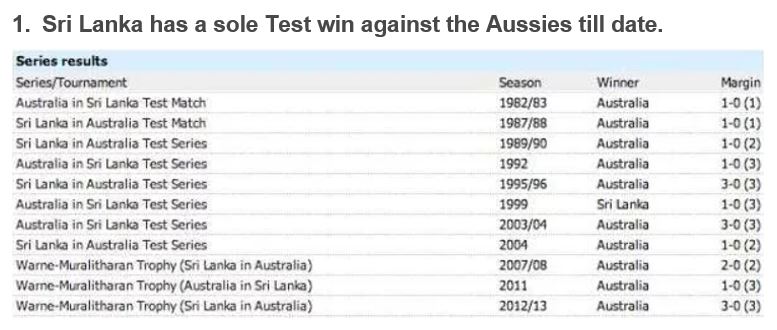 1. Sri Lanka has a sole Test win against the Aussies till date.
Series results
Series/Tournament Season Winner Margin
Australia in Sri Lanka Test Match 1982/83 Australia 1-0 (1)
Sri Lanka in Australia Test Match 1987/88 Australia 1-0 (1)
Sri Lanka in Australia Test Series 1989/90 Australia 1-0 (2)
Australia in Sri Lanka Test Series 1992 Australia 1-0 (3)
Sri Lanka in Australia Test Series 1995/96 Australia 3-0 (3)
Australia in Sri Lanka Test Series 1999 Sri Lanka 1-0 (3)
Australia in Sri Lanka Test Series 2003/04 Australia 3-0 (3)
Sri Lanka in Australia Test Series 2004 Australia 1-0 (2)
Warne-Muralitharan Trophy (Sri Lanka in Australia) 2007/08 Australia 2-0 (2)
Warne-Muralitharan Trophy (Australia in Sri Lanka) 2011 Australia 1-0 (3)
Warne-Muralitharan Trophy (Sri Lanka in Australia) 2012/13 Australia 3-0 (3)